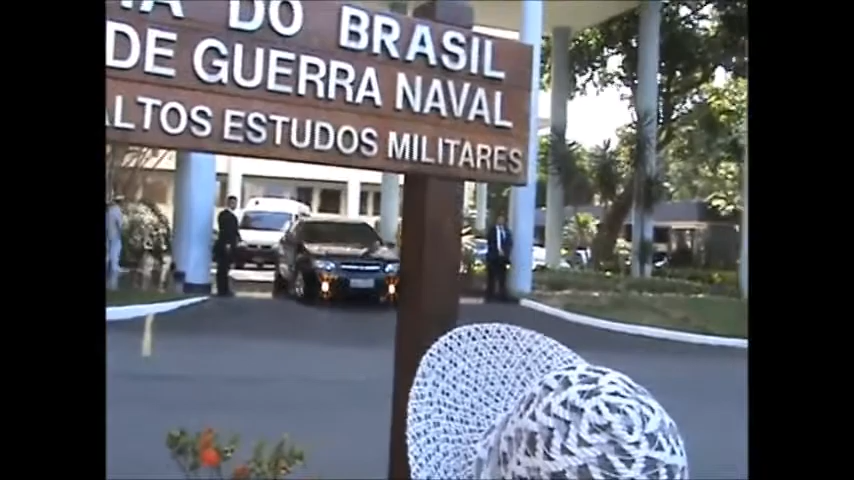 DO BRASIL
DE GUERRA NAVAL
ALTOS ESTUDOS MILITARES